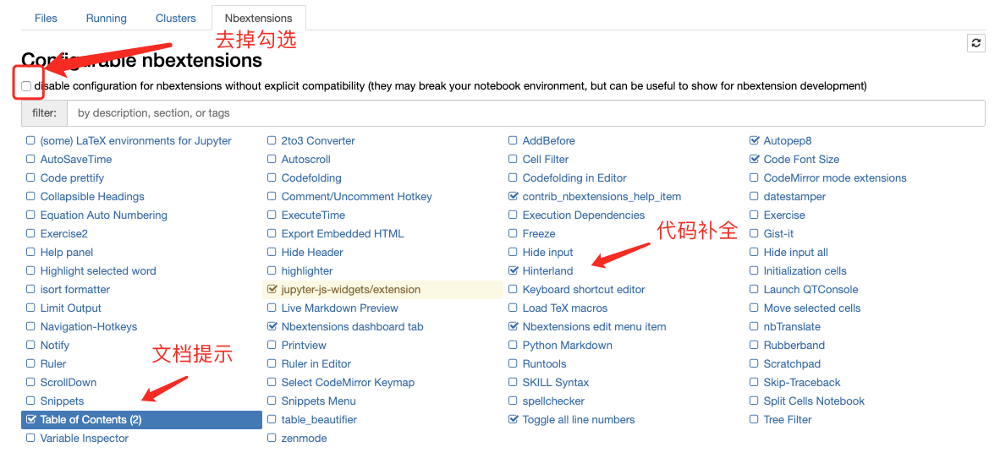 Files Running Clusters Nbextensions
去掉勾选
Configurable nbextensions
disable configuration for nbextensions without explicit compatibility (they may break your notebook environment, but can be useful to show for nbextension development)
filter: by description, section, or tags
(some) LaTeX environments for Jupyter 2to3 Converter AddBefore Autopep8
AutoSaveTime Autoscroll Cell Filter Code Font Size
Code prettify Codefolding Codefolding in Editor CodeMirror mode extensions
Collapsible Headings Comment/Uncomment Hotkey contrib_nbextensions_help_item datestamper
Equation Auto Numbering ExecuteTime Execution Dependencies Exercise
Exercise2 Export Embedded HTML Freeze 代码补全 Gist-it
Help panel Hide Header Hide input Hide input all
Highlight selected word highlighter Hinterland Initialization cells
isort formatter jupyter-js-widgets/extension Keyboard shortcut editor Launch QTConsole
Limit Output Live Markdown Preview Load TeX macros Move selected cells
Navigation-Hotkeys Nbextensions dashboard tab Nbextensions edit menu item nbTranslate
Notify 文档提示 Printview Python Markdown Rubberband
Ruler Ruler in Editor Runtools Scratchpad
ScrollDown Select CodeMirror Keymap SKILL Syntax Skip-Traceback
Snippets Snippets Menu spellchecker Split Cells Notebook
Table of Contents (2) table_beautifier Toggle all line numbers Tree Filter
Variable Inspector zenmode